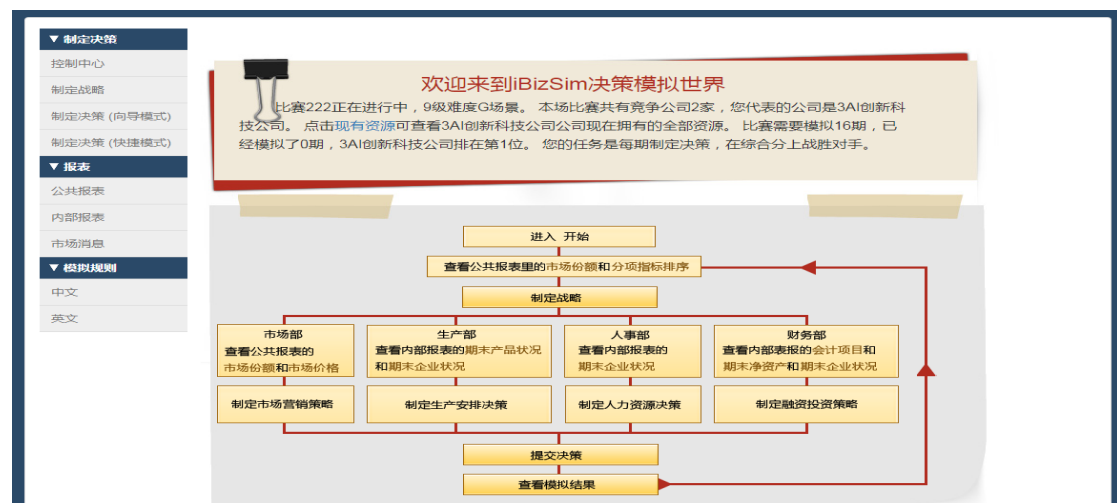 ▼ 制定决策
控制中心
制定战略
制定决策 (向导模式)
制定决策 (快捷模式)
▼ 报表
公共报表
内部报表
市场消息
▼ 模拟规则
中文
英文
欢迎来到iBizSim决策模拟世界
比赛222正在进行中，9级难度G场景。 本场比赛共有竞争公司2家，您代表的公司是3AI创新科
技公司。 点击现有资源可查看3AI创新科技公司公司现在拥有的全部资源。 比赛需要模拟16期，已
经模拟了0期，3AI创新科技公司排在第1位。 您的任务是每期制定决策，在综合分上战胜对手。
进入 开始
查看公共报表里的市场份额和分项指标排序
制定战略
市场部
查看公共报表的
市场份额和市场价格
生产部
查看内部报表的期末产品状况
和期末企业状况
人事部
查看内部报表的
期末企业状况
财务部
查看内部表报的会计项目和
期末净资产和期末企业状况
制定市场营销策略
制定生产安排决策
制定人力资源决策
制定融资投资策略
提交决策
查看模拟结果